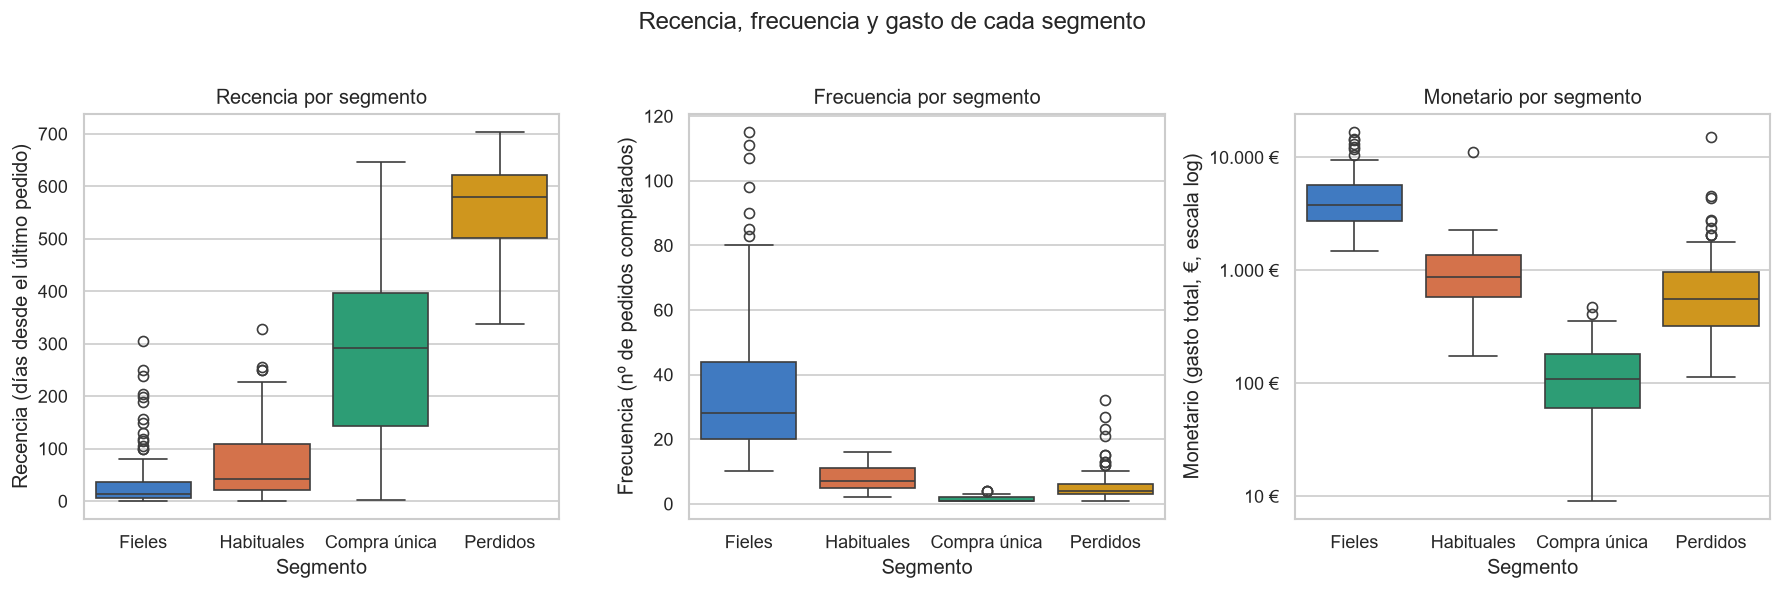 Recencia, frecuencia y gasto de cada segmento
Recencia por segmento
Recencia (días desde el último pedido)
700
600
500
400
300
200
100
0
Fieles
Habituales
Compra única
Perdidos
Segmento
Frecuencia por segmento
Frecuencia (nº de pedidos completados)
120
100
80
60
40
20
0
Fieles
Habituales
Compra única
Perdidos
Segmento
Monetario por segmento
Monetario (gasto total, €, escala log)
10.000 €
1.000 €
100 €
10 €
Fieles
Habituales
Compra única
Perdidos
Segmento